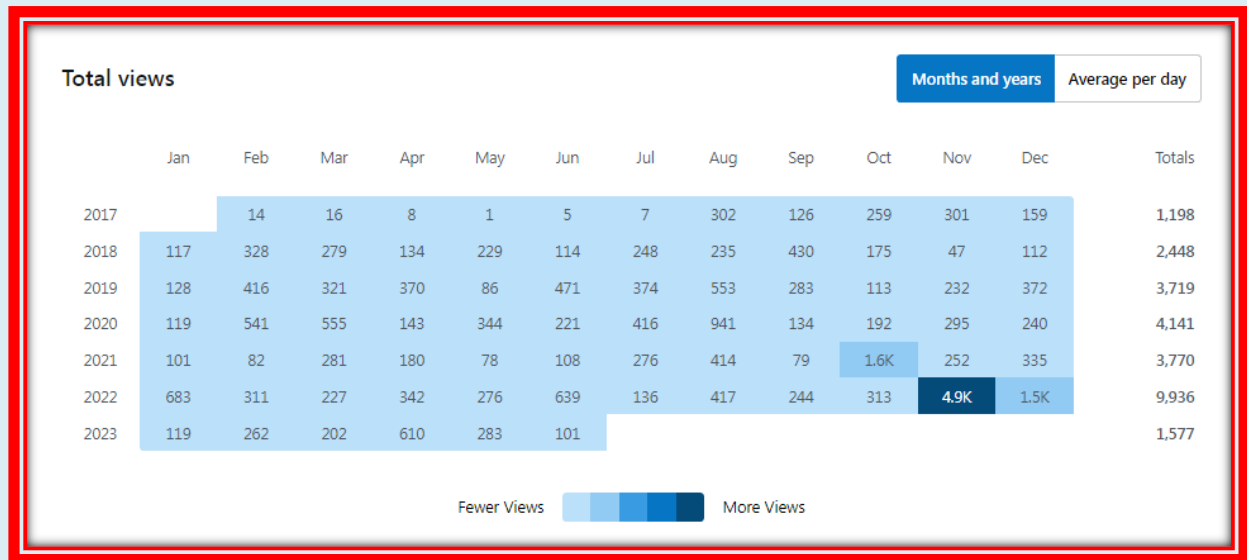 Total views
Months and years Average per day
Jan Feb Mar Apr May Jun Jul Aug Sep Oct Nov Dec Totals
2017 14 16 8 1 5 7 302 126 259 301 159 1,198
2018 117 328 279 134 229 114 248 235 430 175 47 112 2,448
2019 128 416 321 370 86 471 374 553 283 113 232 372 3,719
2020 119 541 555 143 344 221 416 941 134 192 295 240 4,141
2021 101 82 281 180 78 108 276 414 79 1.6K 252 335 3,770
2022 683 311 227 342 276 639 136 417 244 313 4.9K 1.5K 9,936
2023 119 262 202 610 283 101 1,577
Fewer Views More Views